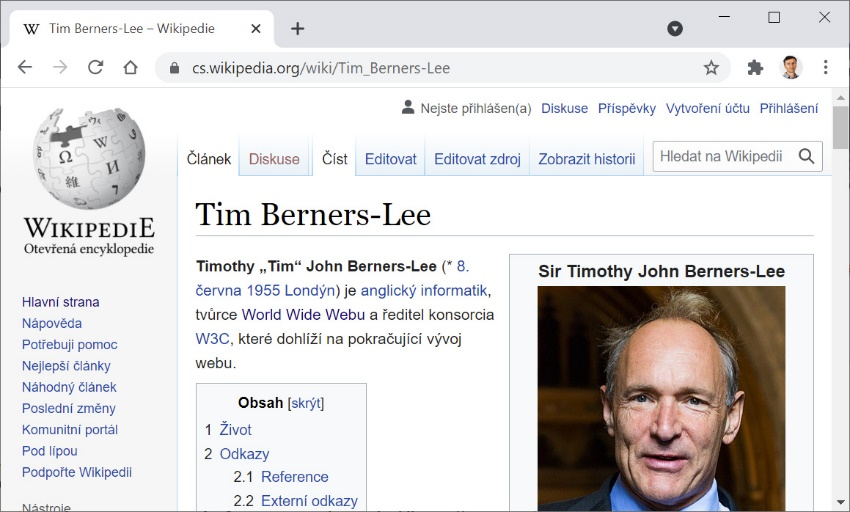 Tim Berners-Lee – Wikipedie
cs.wikipedia.org/wiki/Tim_Berners-Lee
Nejste přihlášen(a) Diskuse Příspěvky Vytvoření účtu Přihlášení
Článek Diskuse Číst Editovat Editovat zdroj Zobrazit historii Hledat na Wikipedii
WIKIPEDIE
Otevřená encyklopedie
Hlavní strana
Nápověda
Potřebuji pomoc
Nejlepší články
Náhodný článek
Poslední změny
Komunitní portál
Pod lípou
Podpořte Wikipedii
Nástroje
Tim Berners-Lee
Timothy „Tim“ John Berners-Lee (* 8.
června 1955 Londýn) je anglický informatik,
tvůrce World Wide Webu a ředitel konsorcia
W3C, které dohlíží na pokračující vývoj
webu.
Obsah [skrýt]
1 Život
2 Odkazy
2.1 Reference
2.2 Externí odkazy
Sir Timothy John Berners-Lee